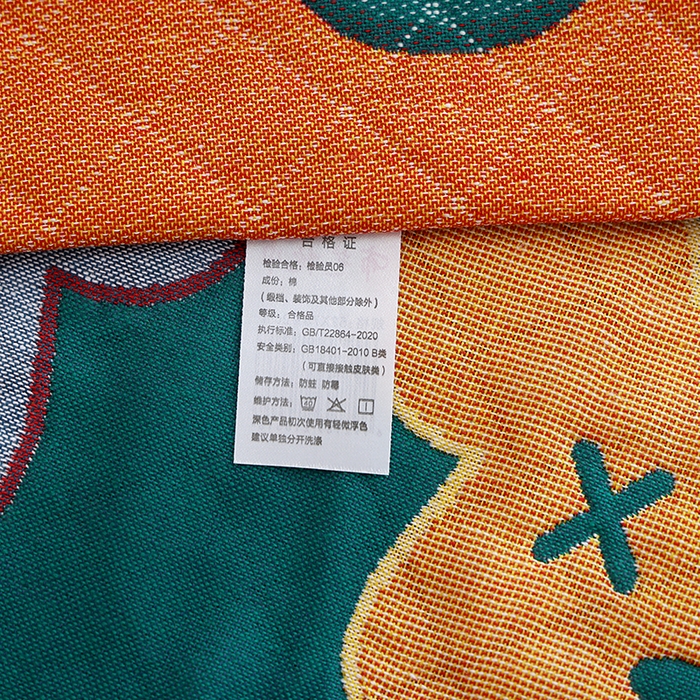 合格证
检验合格：检验员06
成份：棉
（缎档、装饰及其他部分除外）
等级：合格品
执行标准：GB/T22864-2020
安全类别：GB18401-2010 B类
（可直接接触皮肤类）
储存方法：防蛀 防霉
维护方法：40
深色产品初次使用有轻微浮色
建议单独分开洗涤